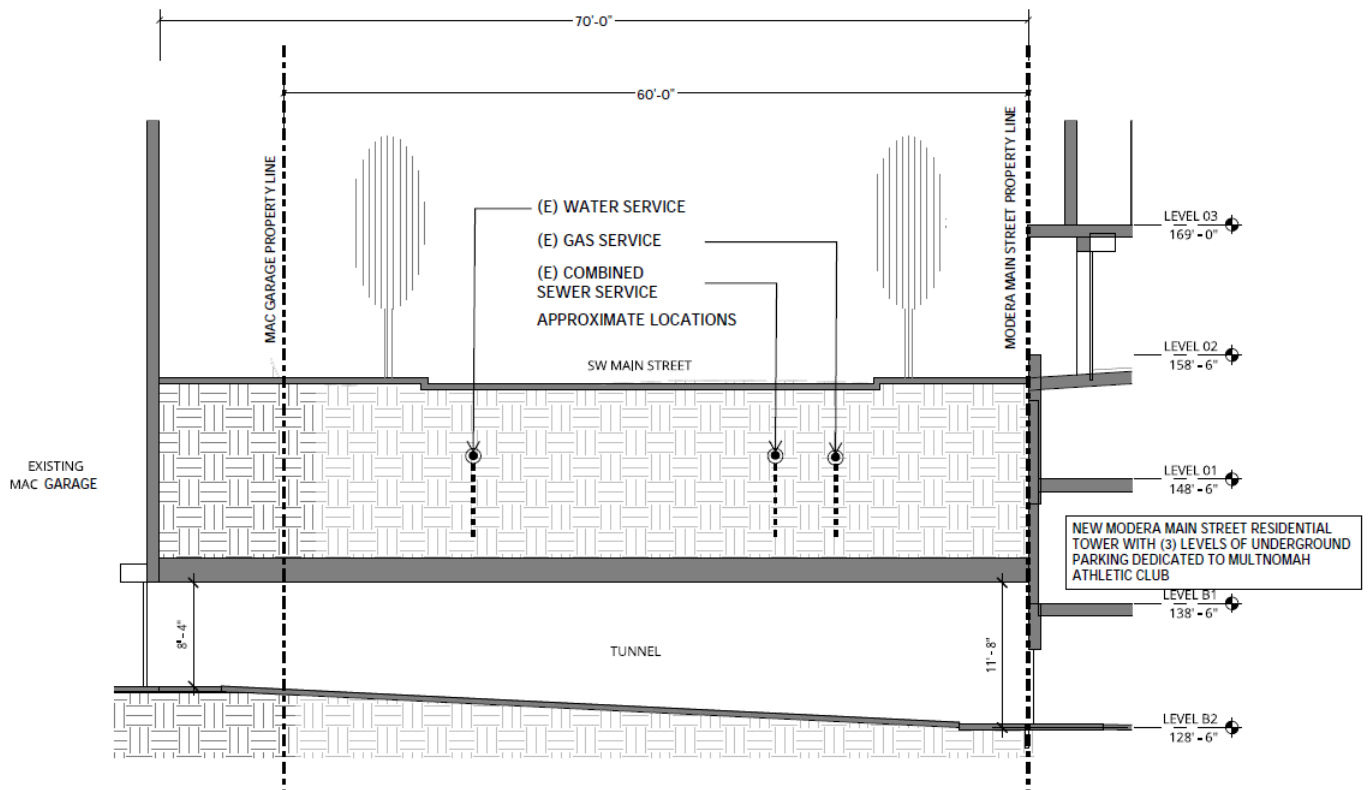 70'-0"
60'-0"
MAC GARAGE PROPERTY LINE
MODERA MAIN STREET PROPERTY LINE
(E) WATER SERVICE
(E) GAS SERVICE
(E) COMBINED
SEWER SERVICE
APPROXIMATE LOCATIONS
SW MAIN STREET
LEVEL 03
169' - 0"
LEVEL 02
158' - 6"
EXISTING
MAC GARAGE
LEVEL 01
148' - 6"
NEW MODERA MAIN STREET RESIDENTIAL
TOWER WITH (3) LEVELS OF UNDERGROUND
PARKING DEDICATED TO MULTNOMAH
ATHLETIC CLUB
LEVEL B1
138' - 6"
8' - 4"
TUNNEL
11' - 8"
LEVEL B2
128' - 6"